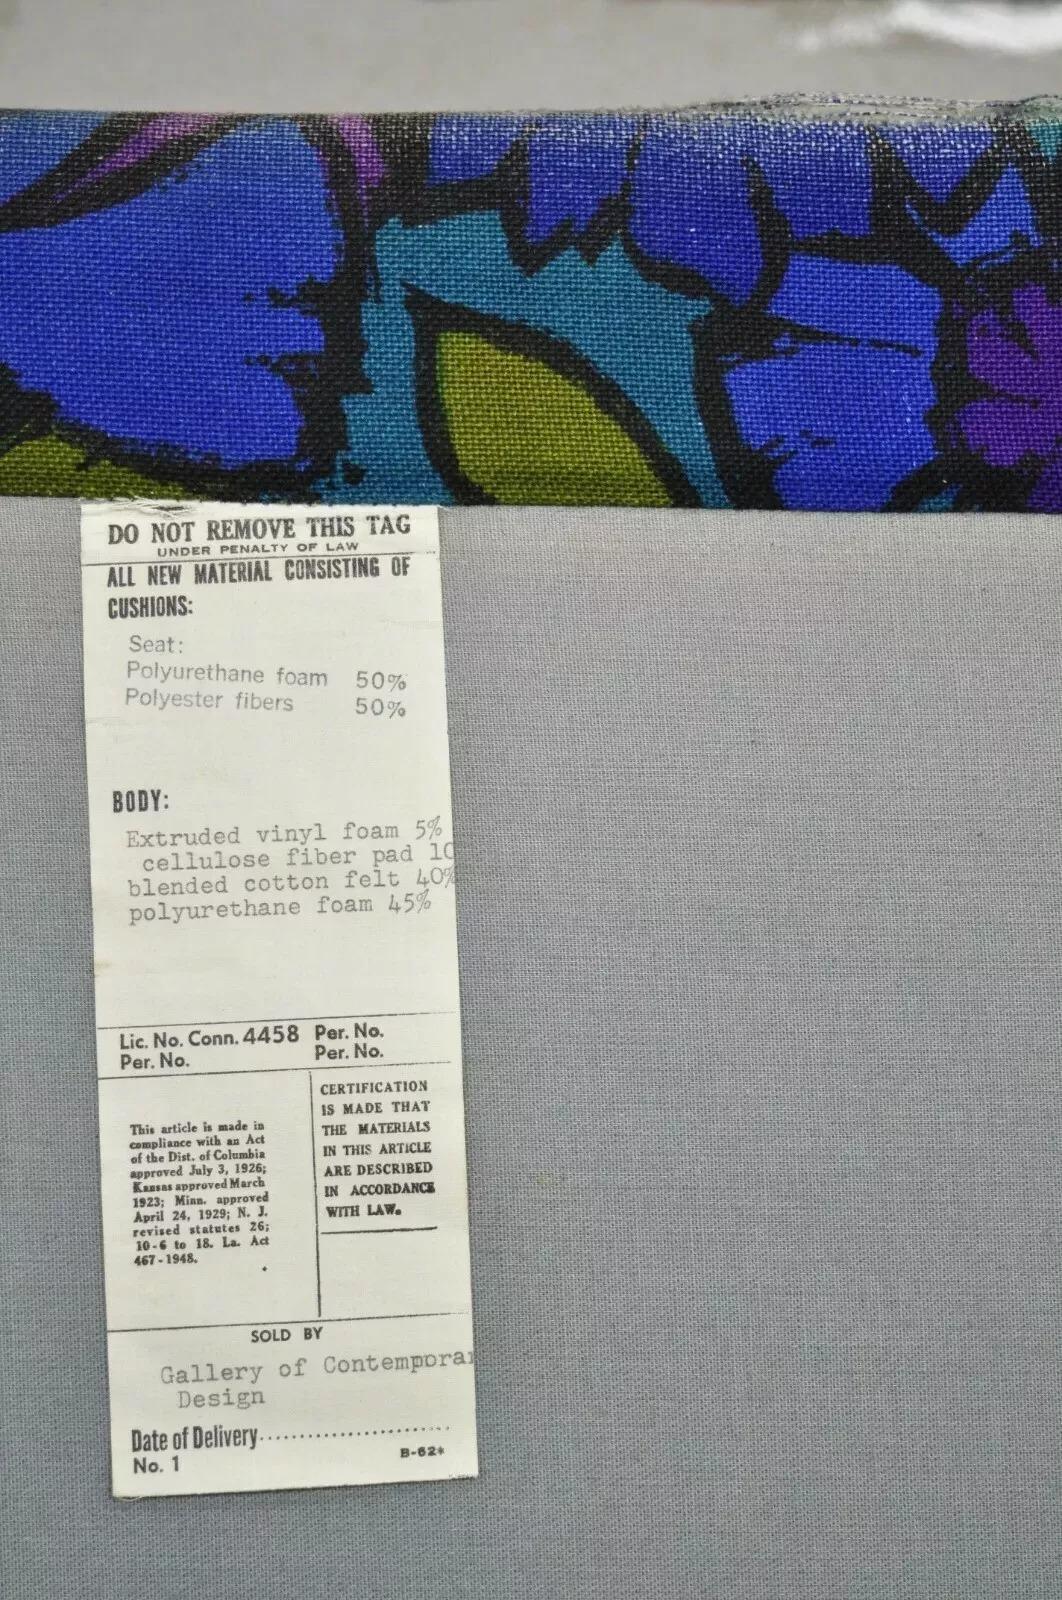 DO NOT REMOVE THIS TAG
UNDER PENALTY OF LAW
ALL NEW MATERIAL CONSISTING OF
CUSHIONS:
Seat:
Polyurethane foam 50%
Polyester fibers 50%
BODY:
Extruded vinyl foam 5%
cellulose fiber pad 10
blended cotton felt 40%
polyurethane foam 45%
Lic. No. Conn. 4458 Per. No.
Per. No. Per. No.
This article is made in
compliance with an Act
of the Dist. of Columbia
approved July 3, 1926;
Kansas approved March
1923; Minn. approved
April 24, 1929; N. J.
revised statutes 26;
10-6 to 18. La. Act
467-1948.
CERTIFICATION
IS MADE THAT
THE MATERIALS
IN THIS ARTICLE
ARE DESCRIBED
IN ACCORDANCE
WITH LAW.
SOLD BY
Gallery of Contemporar
Design
Date of Delivery
No. 1 B-62*